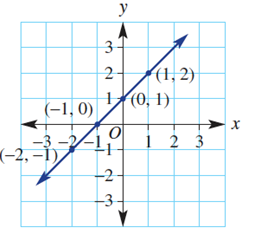 y
3
2
(1, 2)
1
(0, 1)
(−1, 0)
O
x
−3 −2 −1
1 2 3
(−2, −1)
−1
−2
−3